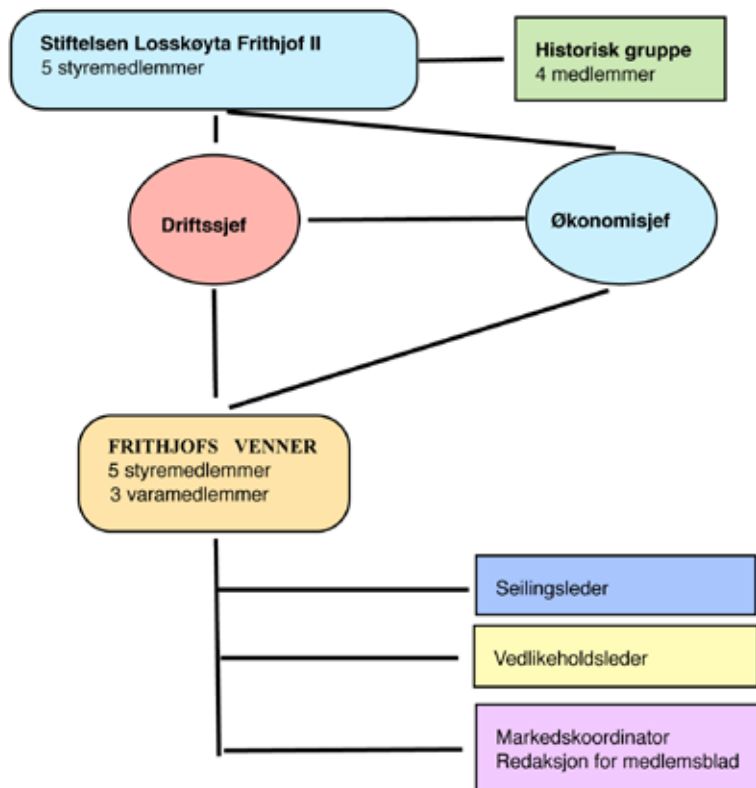 Stiftelsen Losskøyta Frithjof II
5 styremedlemmer
Historisk gruppe
4 medlemmer
Driftssjef
Økonomisjef
FRITHJOFS VENNER
5 styremedlemmer
3 varamedlemmer
Seilingsleder
Vedlikeholdsleder
Markedskoordinator
Redaksjon for medlemsblad